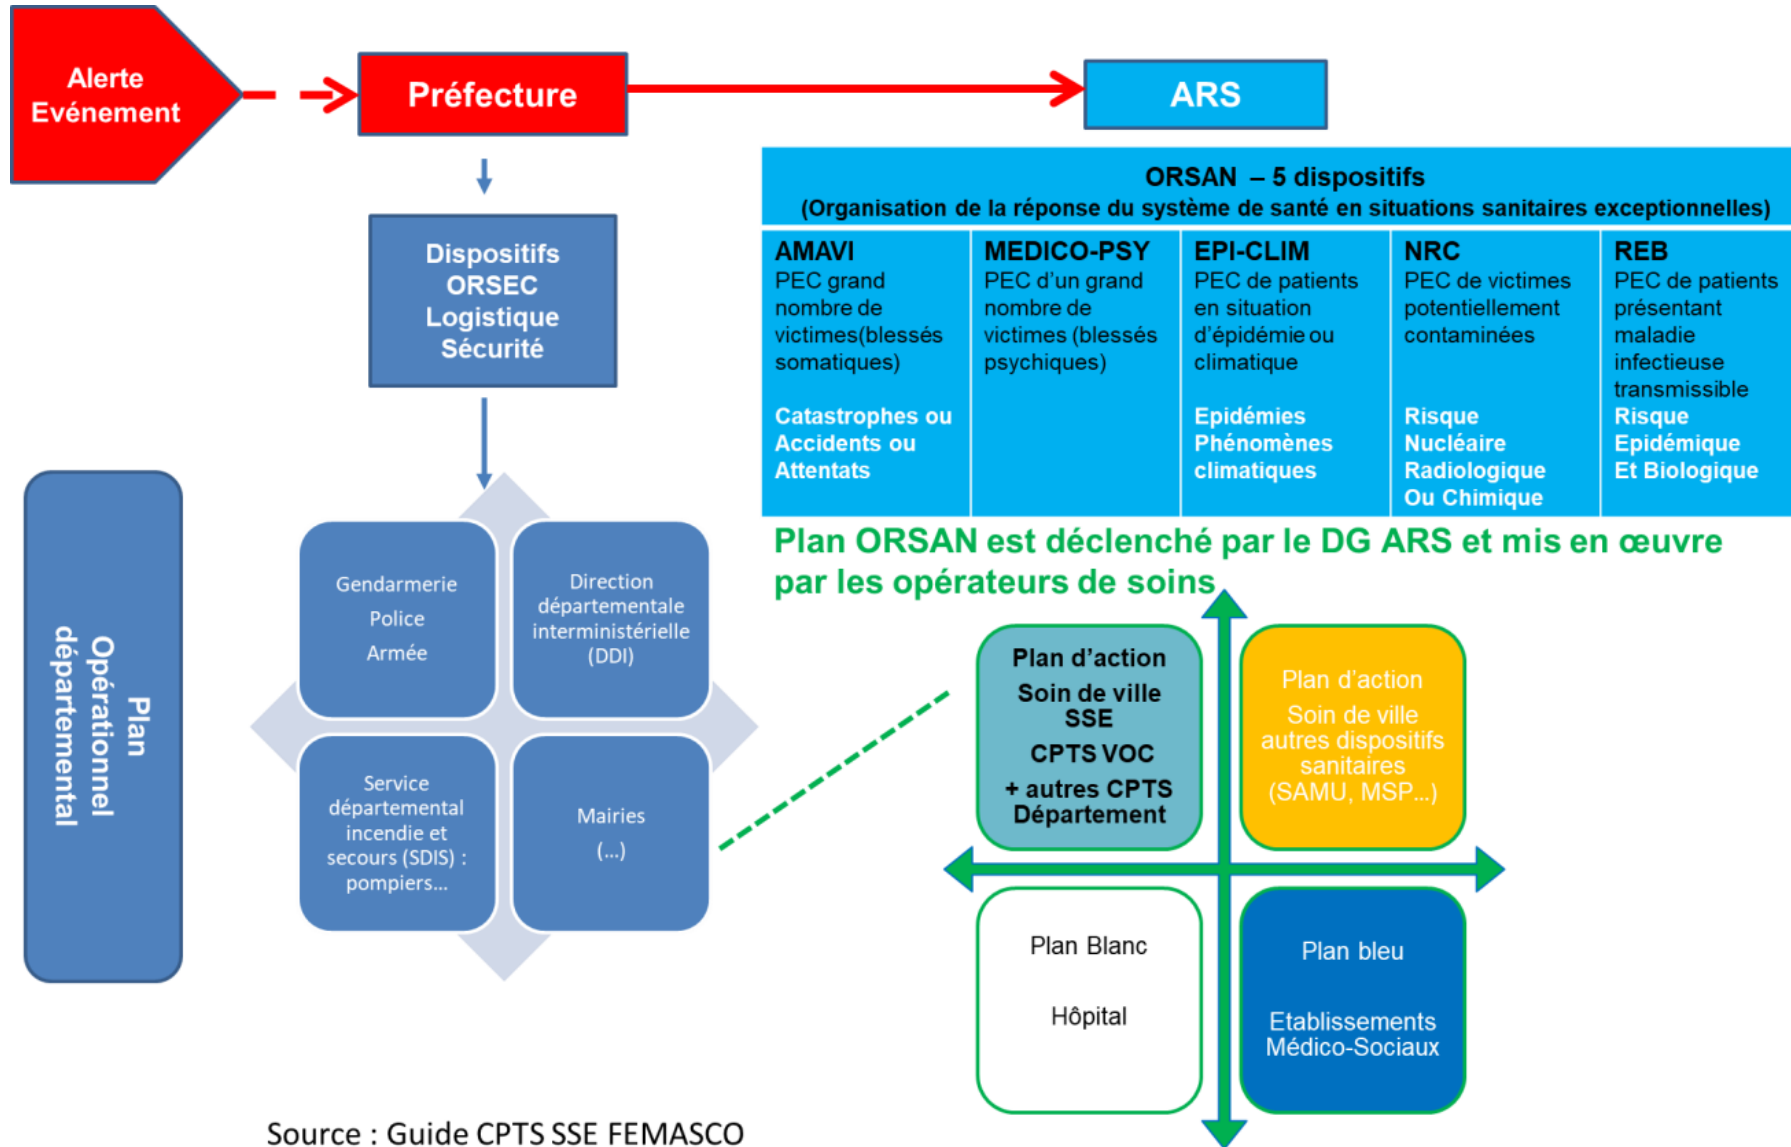 Alerte
Evénement
Préfecture
ARS
Dispositifs
ORSEC
Logistique
Sécurité
ORSAN – 5 dispositifs
(Organisation de la réponse du système de santé en situations sanitaires exceptionnelles)
AMAVI
PEC grand
nombre de
victimes(blessés
somatiques)
Catastrophes ou
Accidents ou
Attentats
MEDICO-PSY
PEC d'un grand
nombre de
victimes (blessés
psychiques)
EPI-CLIM
PEC de patients
en situation
d'épidémie ou
climatique
Epidémies
Phénomènes
climatiques
NRC
PEC de victimes
potentiellement
contaminées
Risque
Nucléaire
Radiologique
Ou Chimique
REB
PEC de patients
présentant
maladie
infectieuse
transmissible
Risque
Epidémique
Et Biologique
Plan ORSAN est déclenché par le DG ARS et mis en œuvre
par les opérateurs de soins
Plan
Opérationnel
départemental
Gendarmerie
Police
Armée
Direction
départementale
interministérielle
(DDI)
Service
départemental
incendie et
secours (SDIS) :
pompiers...
Mairies
(...)
Plan d'action
Soin de ville
SSE
CPTS VOC
+ autres CPTS
Département
Plan d'action
Soin de ville
autres dispositifs
sanitaires
(SAMU, MSP...)
Plan Blanc
Hôpital
Plan bleu
Etablissements
Médico-Sociaux
Source : Guide CPTS SSE FEMASCO